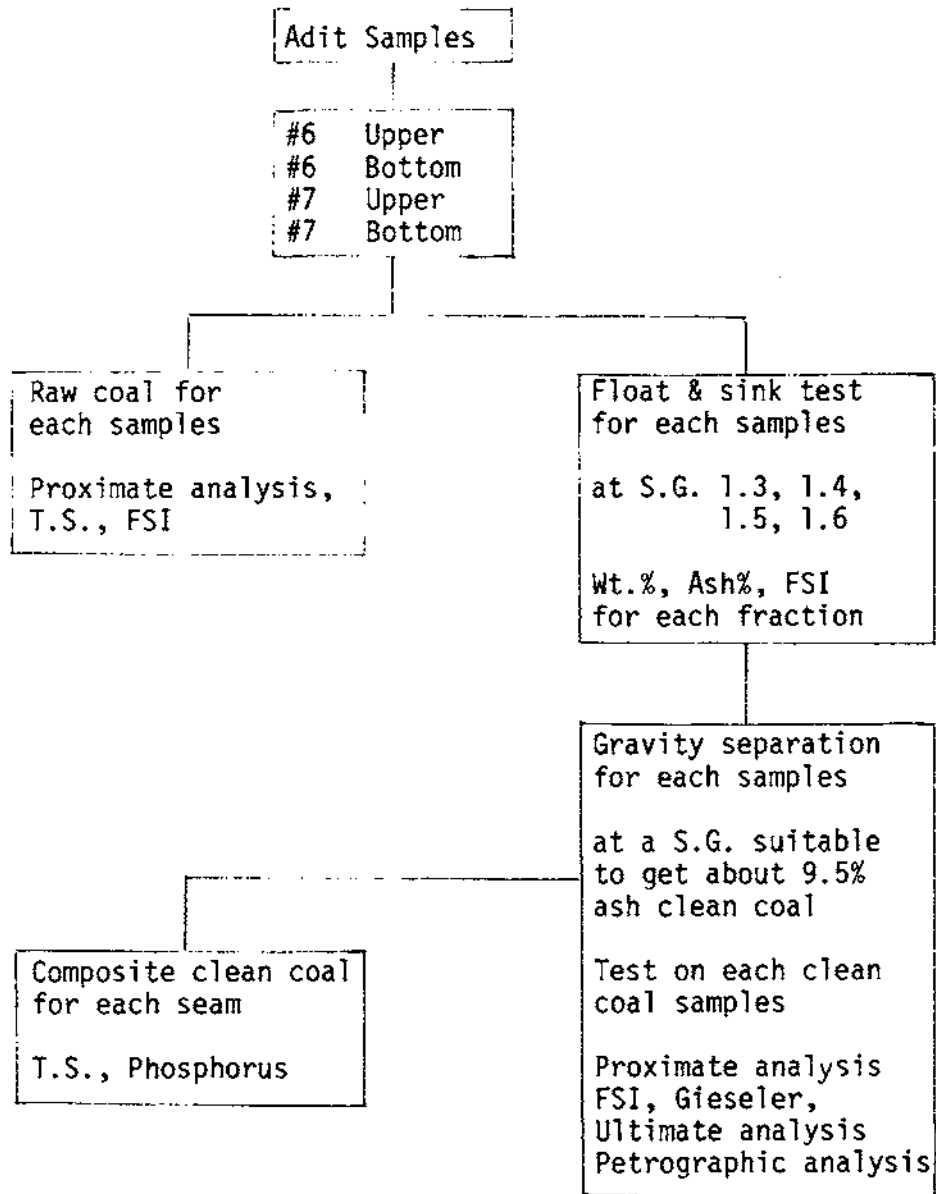 Adit Samples
#6 Upper
#6 Bottom
#7 Upper
#7 Bottom
Raw coal for
each samples
Proximate analysis,
T.S., FSI
Float & sink test
for each samples
at S.G. 1.3, 1.4,
1.5, 1.6
Wt.%, Ash%, FSI
for each fraction
Gravity separation
for each samples
at a S.G. suitable
to get about 9.5%
ash clean coal
Test on each clean
coal samples
Proximate analysis
FSI, Gieseler,
Ultimate analysis
Petrographic analysis
Composite clean coal
for each seam
T.S., Phosphorus